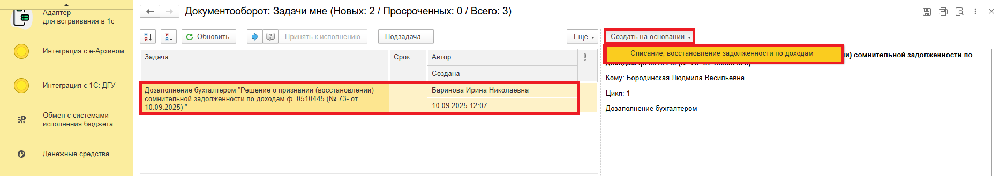 Адаптер
для встраивания в 1с
Интеграция с е-Архивом
Интеграция с 1С: ДГУ
Обмен с системами
исполнения бюджета
Денежные средства
Документооборот: Задачи мне (Новых: 2 / Просроченных: 0 / Всего: 3)
Обновить
Принять к исполнению
Подзадача...
Еще
Создать на основании
Списание, восстановление задолженности по доходам
Задача
Срок
Автор
Создана
Дозаполнение бухгалтером "Решение о признании (восстановлении)
сомнительной задолженности по доходам ф. 0510445 (№ 73- от
10.09.2025) "
Баринова Ирина Николаевна
10.09.2025 12:07
сомнительной задолженности по
Кому: Бородинская Людмила Васильевна
Цикл: 1
Дозаполнение бухгалтером